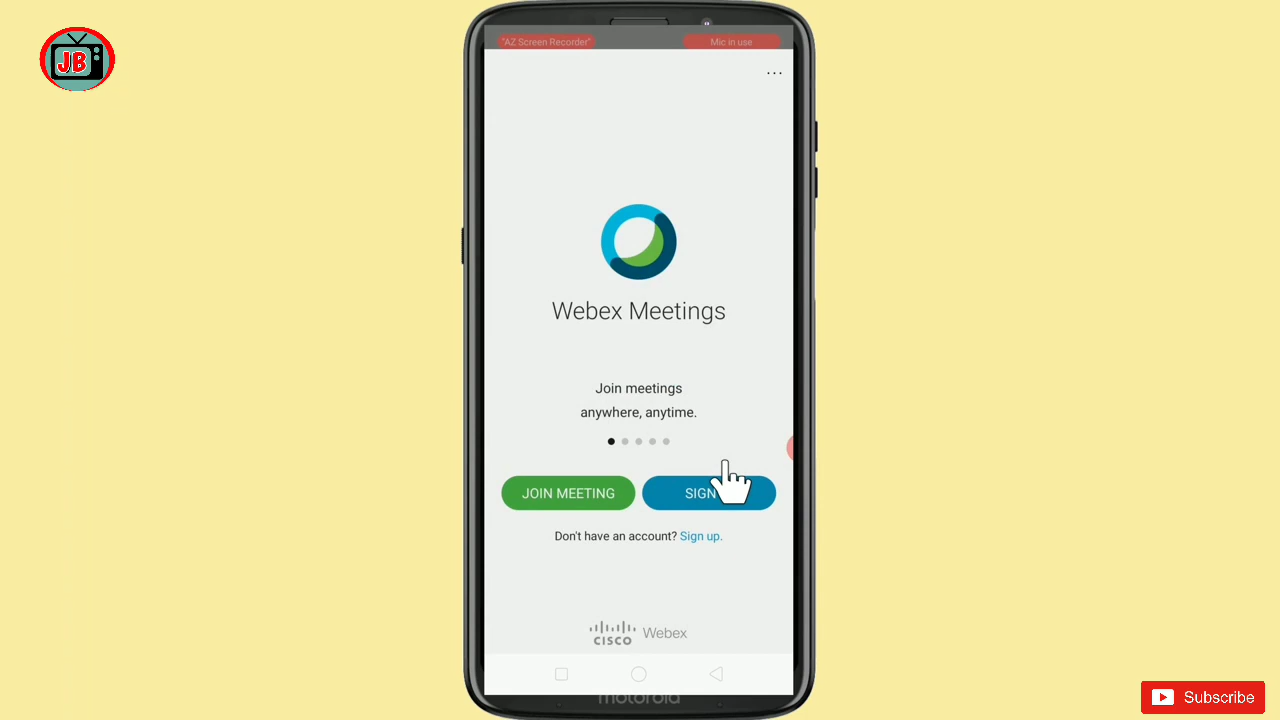 JB
"AZ Screen Recorder"
Mic in use
Webex Meetings
Join meetings
anywhere, anytime.
JOIN MEETING
SIGN
Don't have an account? Sign up.
CISCO Webex
motorola
Subscribe